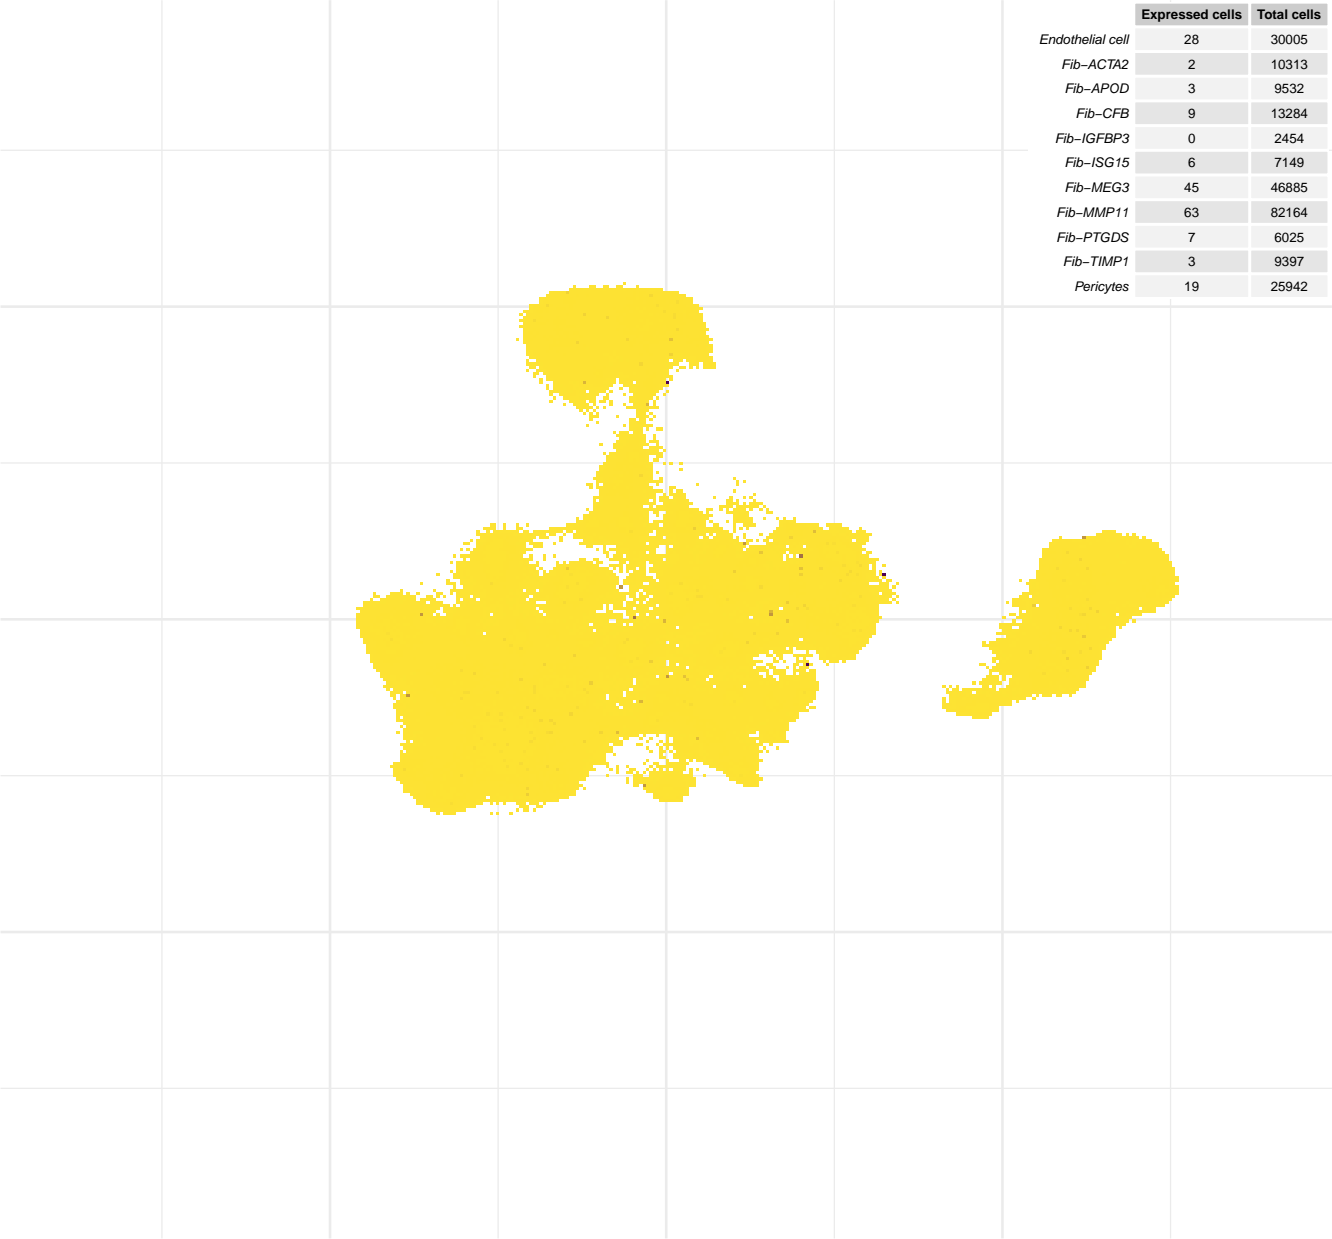 Expressed cells Total cells
Endothelial cell 28 30005
Fib−ACTA2 2 10313
Fib−APOD 3 9532
Fib−CFB 9 13284
Fib−IGFBP3 0 2454
Fib−ISG15 6 7149
Fib−MEG3 45 46885
Fib−MMP11 63 82164
Fib−PTGDS 7 6025
Fib−TIMP1 3 9397
Pericytes 19 25942